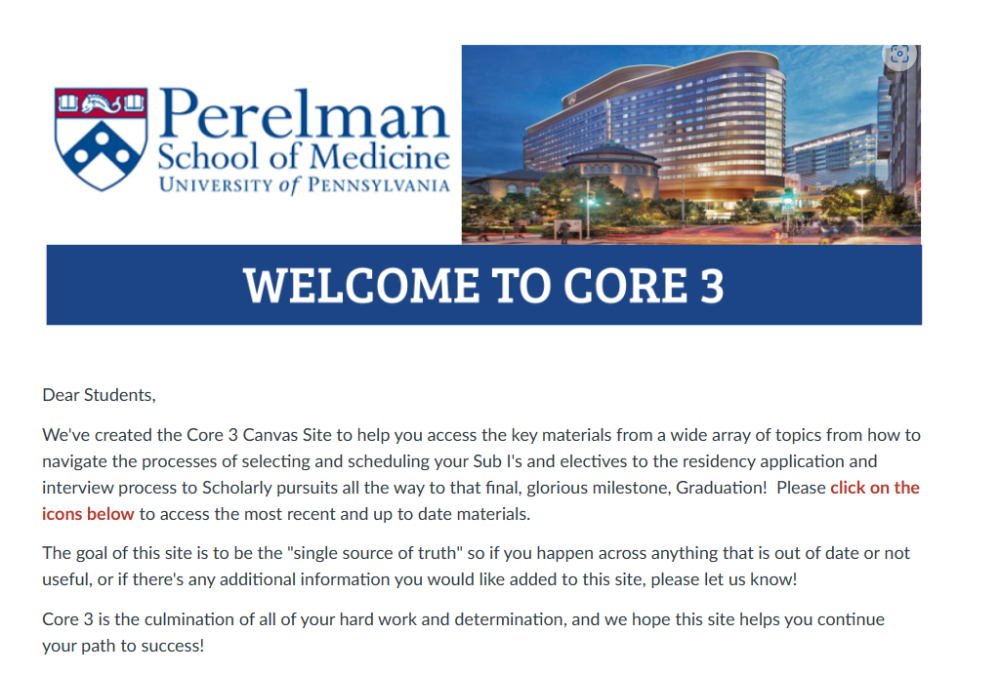 Perelman
School of Medicine
University of Pennsylvania
WELCOME TO CORE 3
Dear Students,
We've created the Core 3 Canvas Site to help you access the key materials from a wide array of topics from how to
navigate the processes of selecting and scheduling your Sub I's and electives to the residency application and
interview process to Scholarly pursuits all the way to that final, glorious milestone, Graduation!  Please click on the
icons below to access the most recent and up to date materials.
The goal of this site is to be the "single source of truth" so if you happen across anything that is out of date or not
useful, or if there's any additional information you would like added to this site, please let us know!
Core 3 is the culmination of all of your hard work and determination, and we hope this site helps you continue
your path to success!